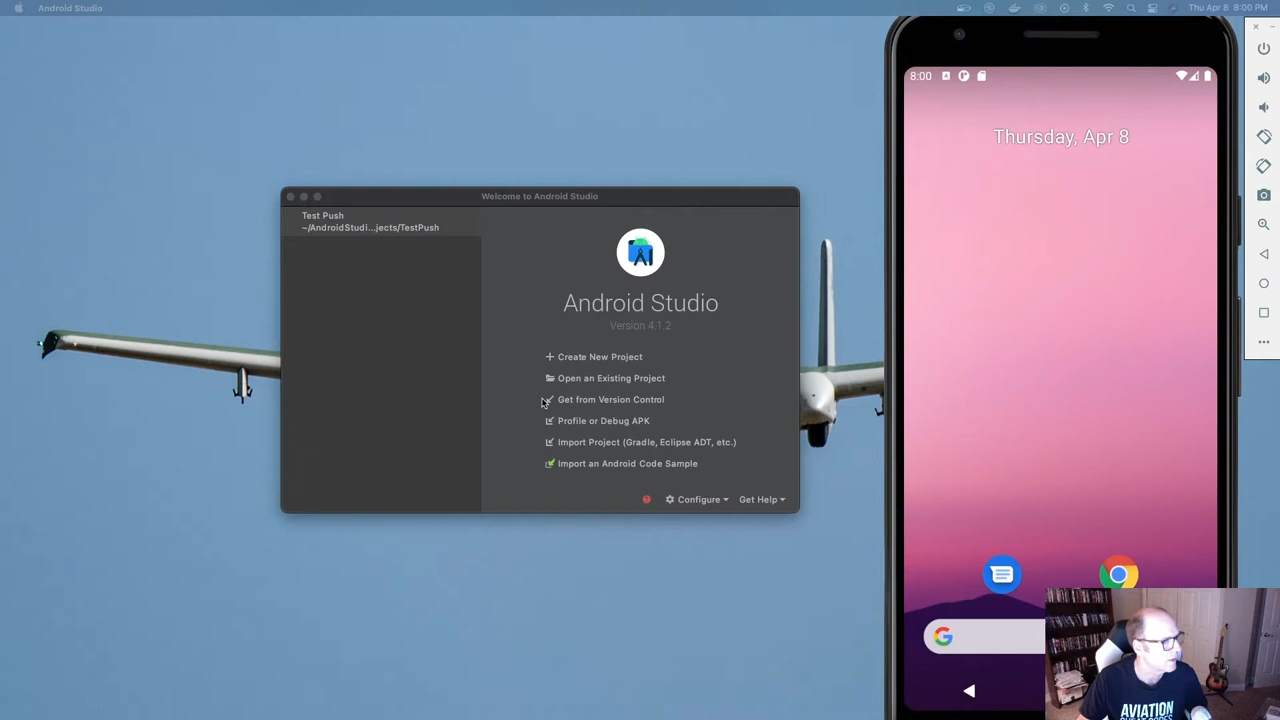 Android Studio
Thu Apr 8 8:00 PM
8:00
Thursday, Apr 8
Welcome to Android Studio
Test Push
~/AndroidStudi...jects/TestPush
Android Studio
Version 4.1.2
Create New Project
Open an Existing Project
Get from Version Control
Profile or Debug APK
Import Project (Gradle, Eclipse ADT, etc.)
Import an Android Code Sample
Configure
Get Help
AVIATION